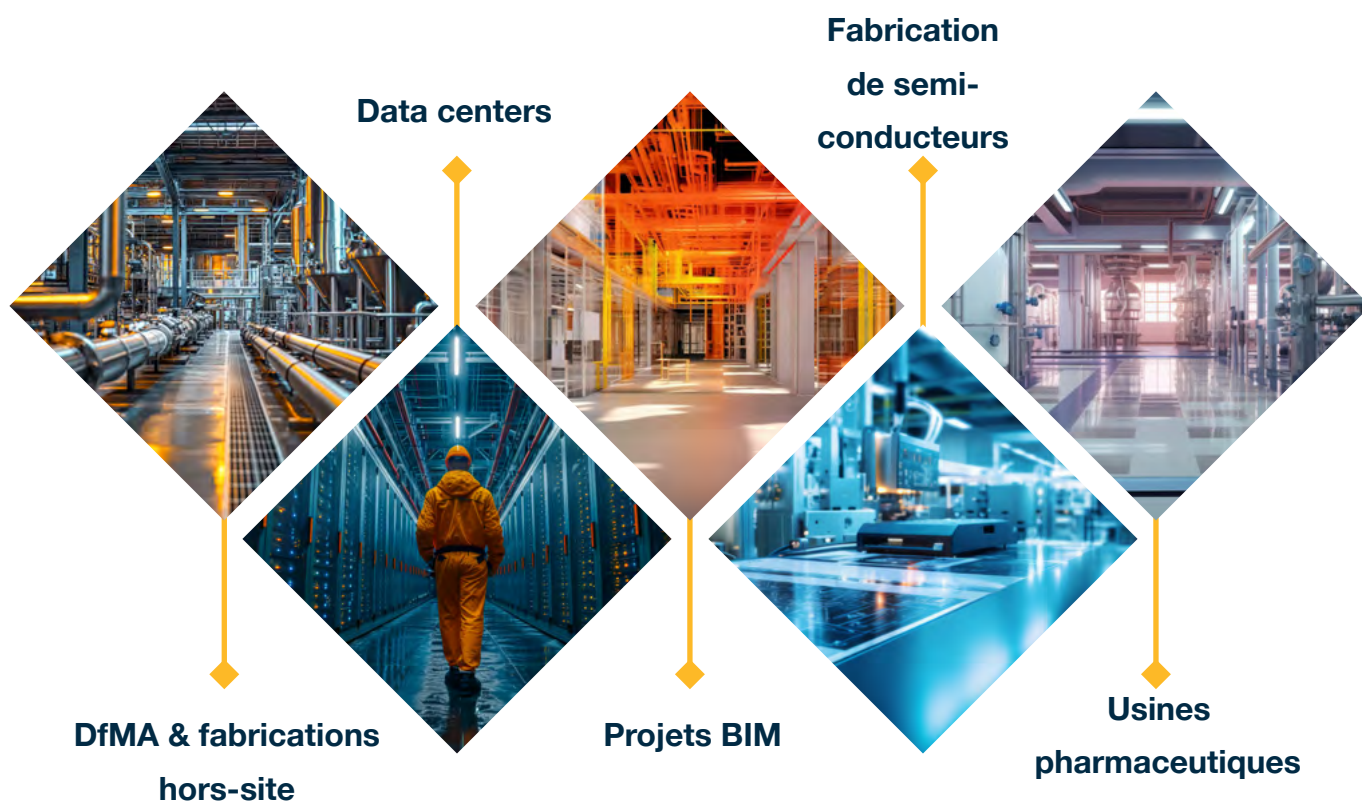 Fabrication
de semi-
conducteurs
Data centers
DfMA & fabrications
hors-site
Projets BIM
Usines
pharmaceutiques